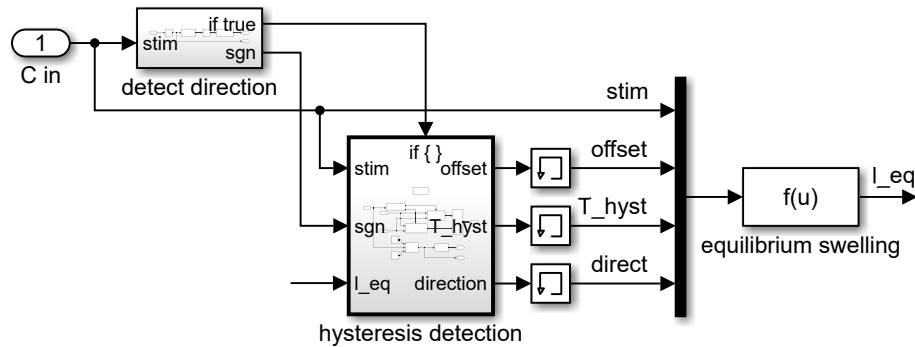 1
C in
stim
if true
sgn
detect direction
stim
if { }
stim
offset
offset
sgn
T_hyst
T_hyst
l_eq
direction
direct
hysteresis detection
f(u)
l_eq
equilibrium swelling